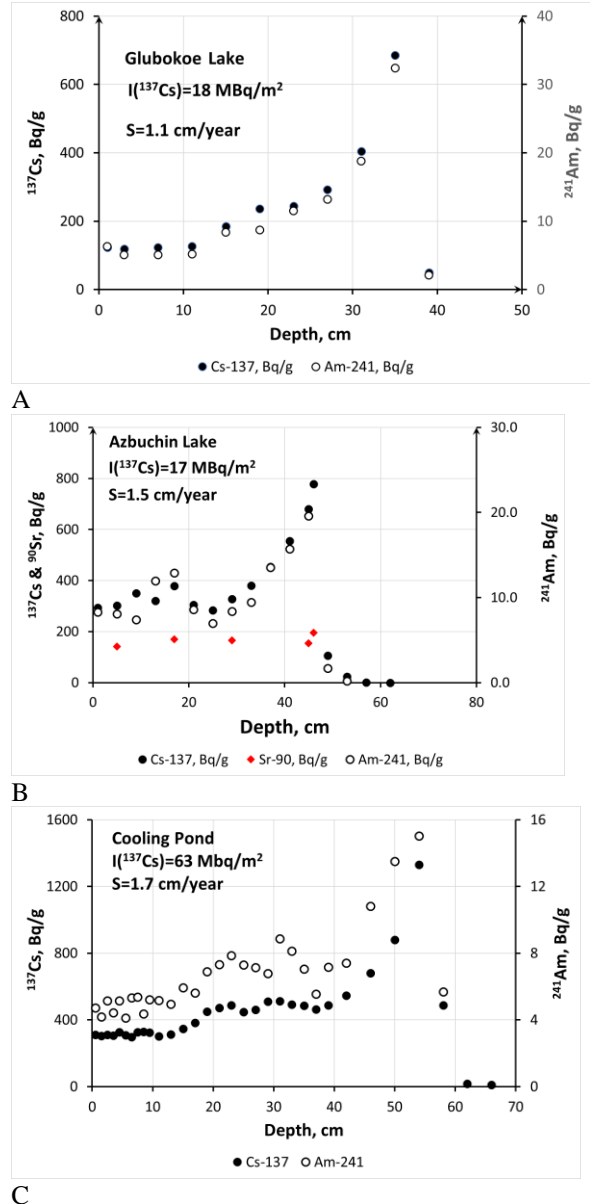 800
40
Glubokoe Lake
I(¹³⁷Cs)=18 MBq/m²
S=1.1 cm/year
600
30
400
20
200
10
0
0
¹³⁷Cs, Bq/g
²⁴¹Am, Bq/g
0 10 20 30 40 50
Depth, cm
Cs-137, Bq/g Am-241, Bq/g
A
1000
30.0
Azbuchin Lake
I(¹³⁷Cs)=17 MBq/m²
S=1.5 cm/year
800
20.0
600
400
10.0
200
0
0.0
¹³⁷Cs & ⁹⁰Sr, Bq/g
²⁴¹Am, Bq/g
0 20 40 60 80
Depth, cm
Cs-137, Bq/g Sr-90, Bq/g Am-241, Bq/g
B
1600
16
Cooling Pond
I(¹³⁷Cs)=63 Mbq/m²
S=1.7 cm/year
1200
12
800
8
400
4
0
0
¹³⁷Cs, Bq/g
²⁴¹Am, Bq/g
0 10 20 30 40 50 60 70
Depth, cm
Cs-137 Am-241
C